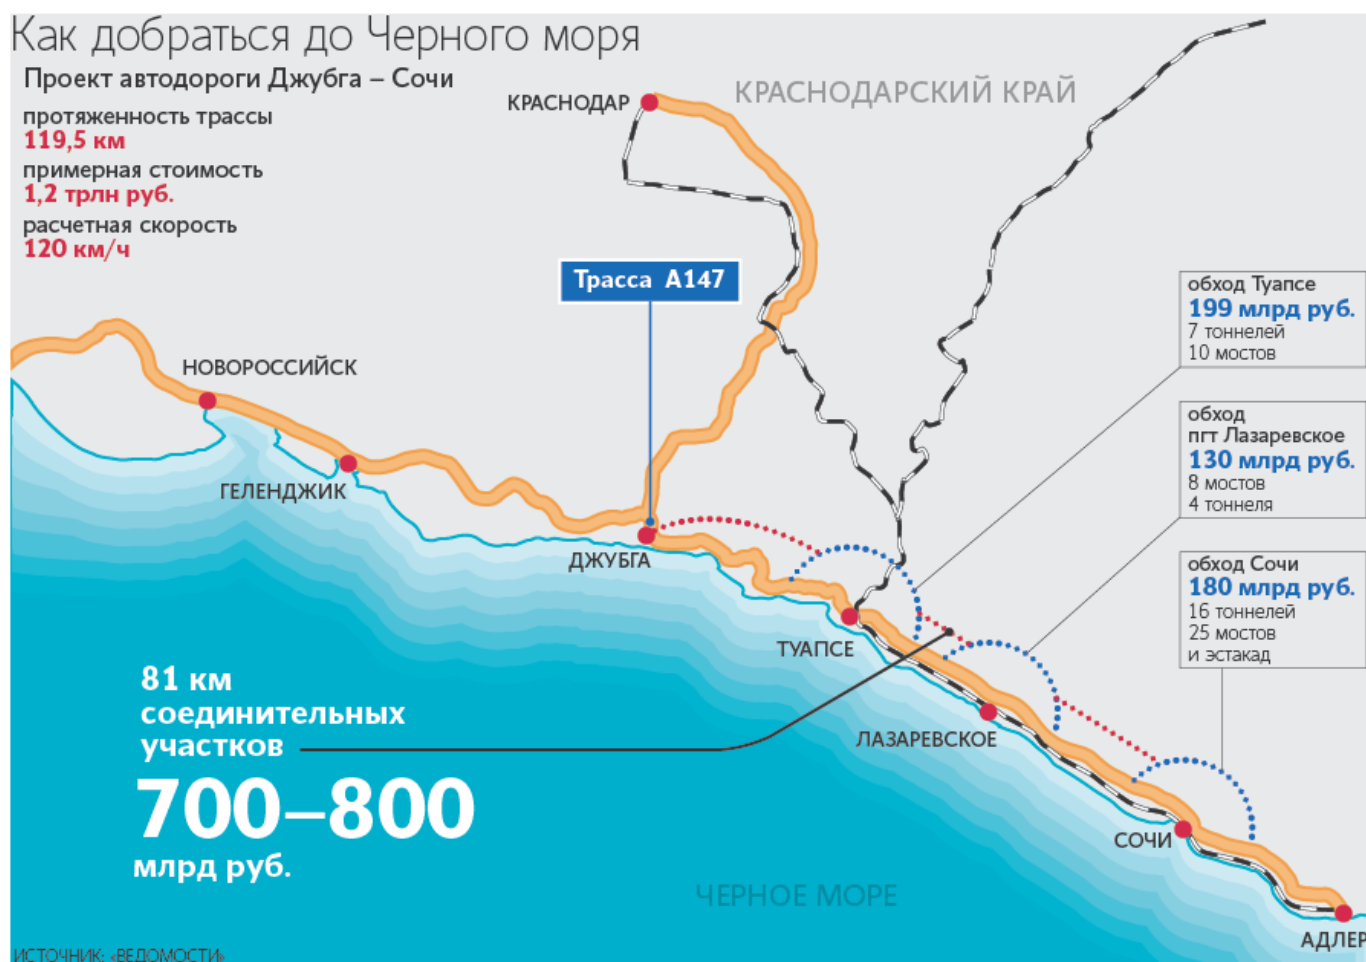 Как добраться до Черного моря
Проект автодороги Джубга – Сочи
протяженность трассы
119,5 км
примерная стоимость
1,2 трлн руб.
расчетная скорость
120 км/ч
КРАСНОДАР
КРАСНОДАРСКИЙ КРАЙ
Трасса А147
обход Туапсе
199 млрд руб.
7 тоннелей
10 мостов
НОВОРОССИЙСК
обход
пгт Лазаревское
130 млрд руб.
8 мостов
4 тоннеля
ГЕЛЕНДЖИК
ДЖУБГА
обход Сочи
180 млрд руб.
16 тоннелей
25 мостов
и эстакад
ТУАПСЕ
81 км
соединительных
участков
700–800
млрд руб.
ЛАЗАРЕВСКОЕ
СОЧИ
ЧЕРНОЕ МОРЕ
АДЛЕР
ИСТОЧНИК: «ВЕДОМОСТИ»